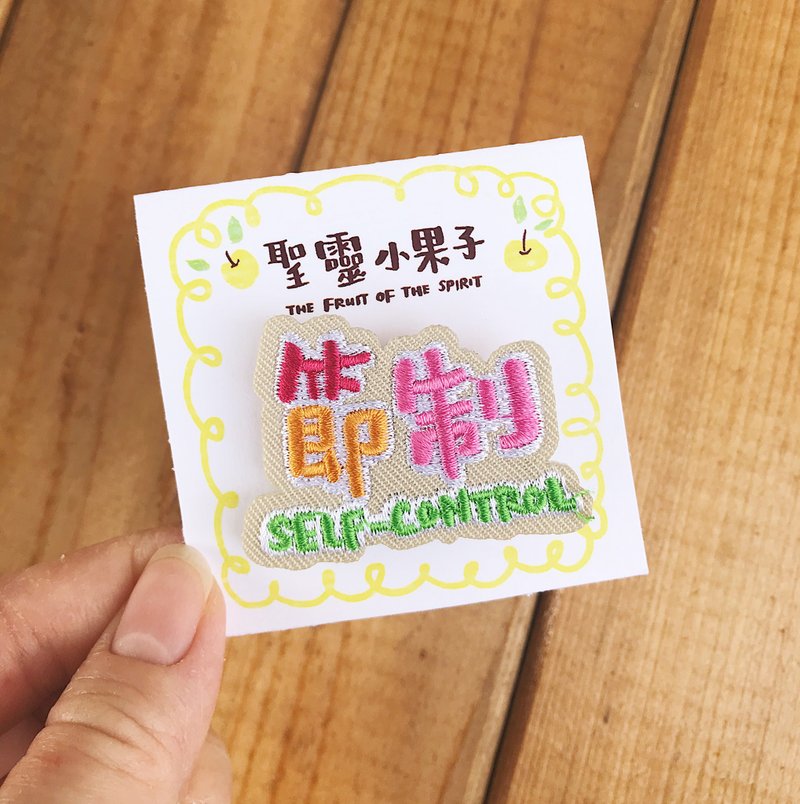 聖靈小果子
THE FRUIT OF THE SPIRIT
節制
SELF-CONTROL